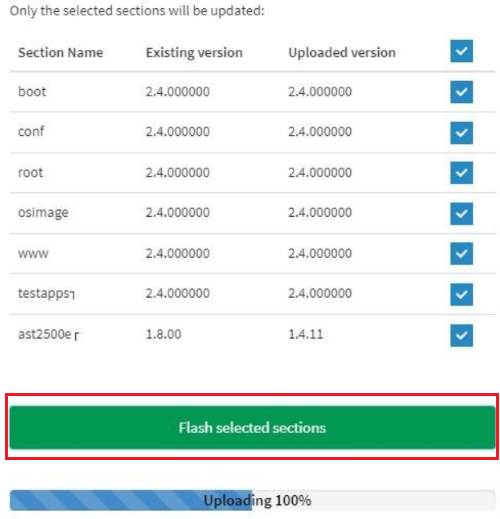 Only the selected sections will be updated:
Section Name Existing version Uploaded version
boot 2.4.000000 2.4.000000
conf 2.4.000000 2.4.000000
root 2.4.000000 2.4.000000
osimage 2.4.000000 2.4.000000
www 2.4.000000 2.4.000000
testapps 2.4.000000 2.4.000000
ast2500e 1.8.00 1.4.11
Flash selected sections
Uploading 100%